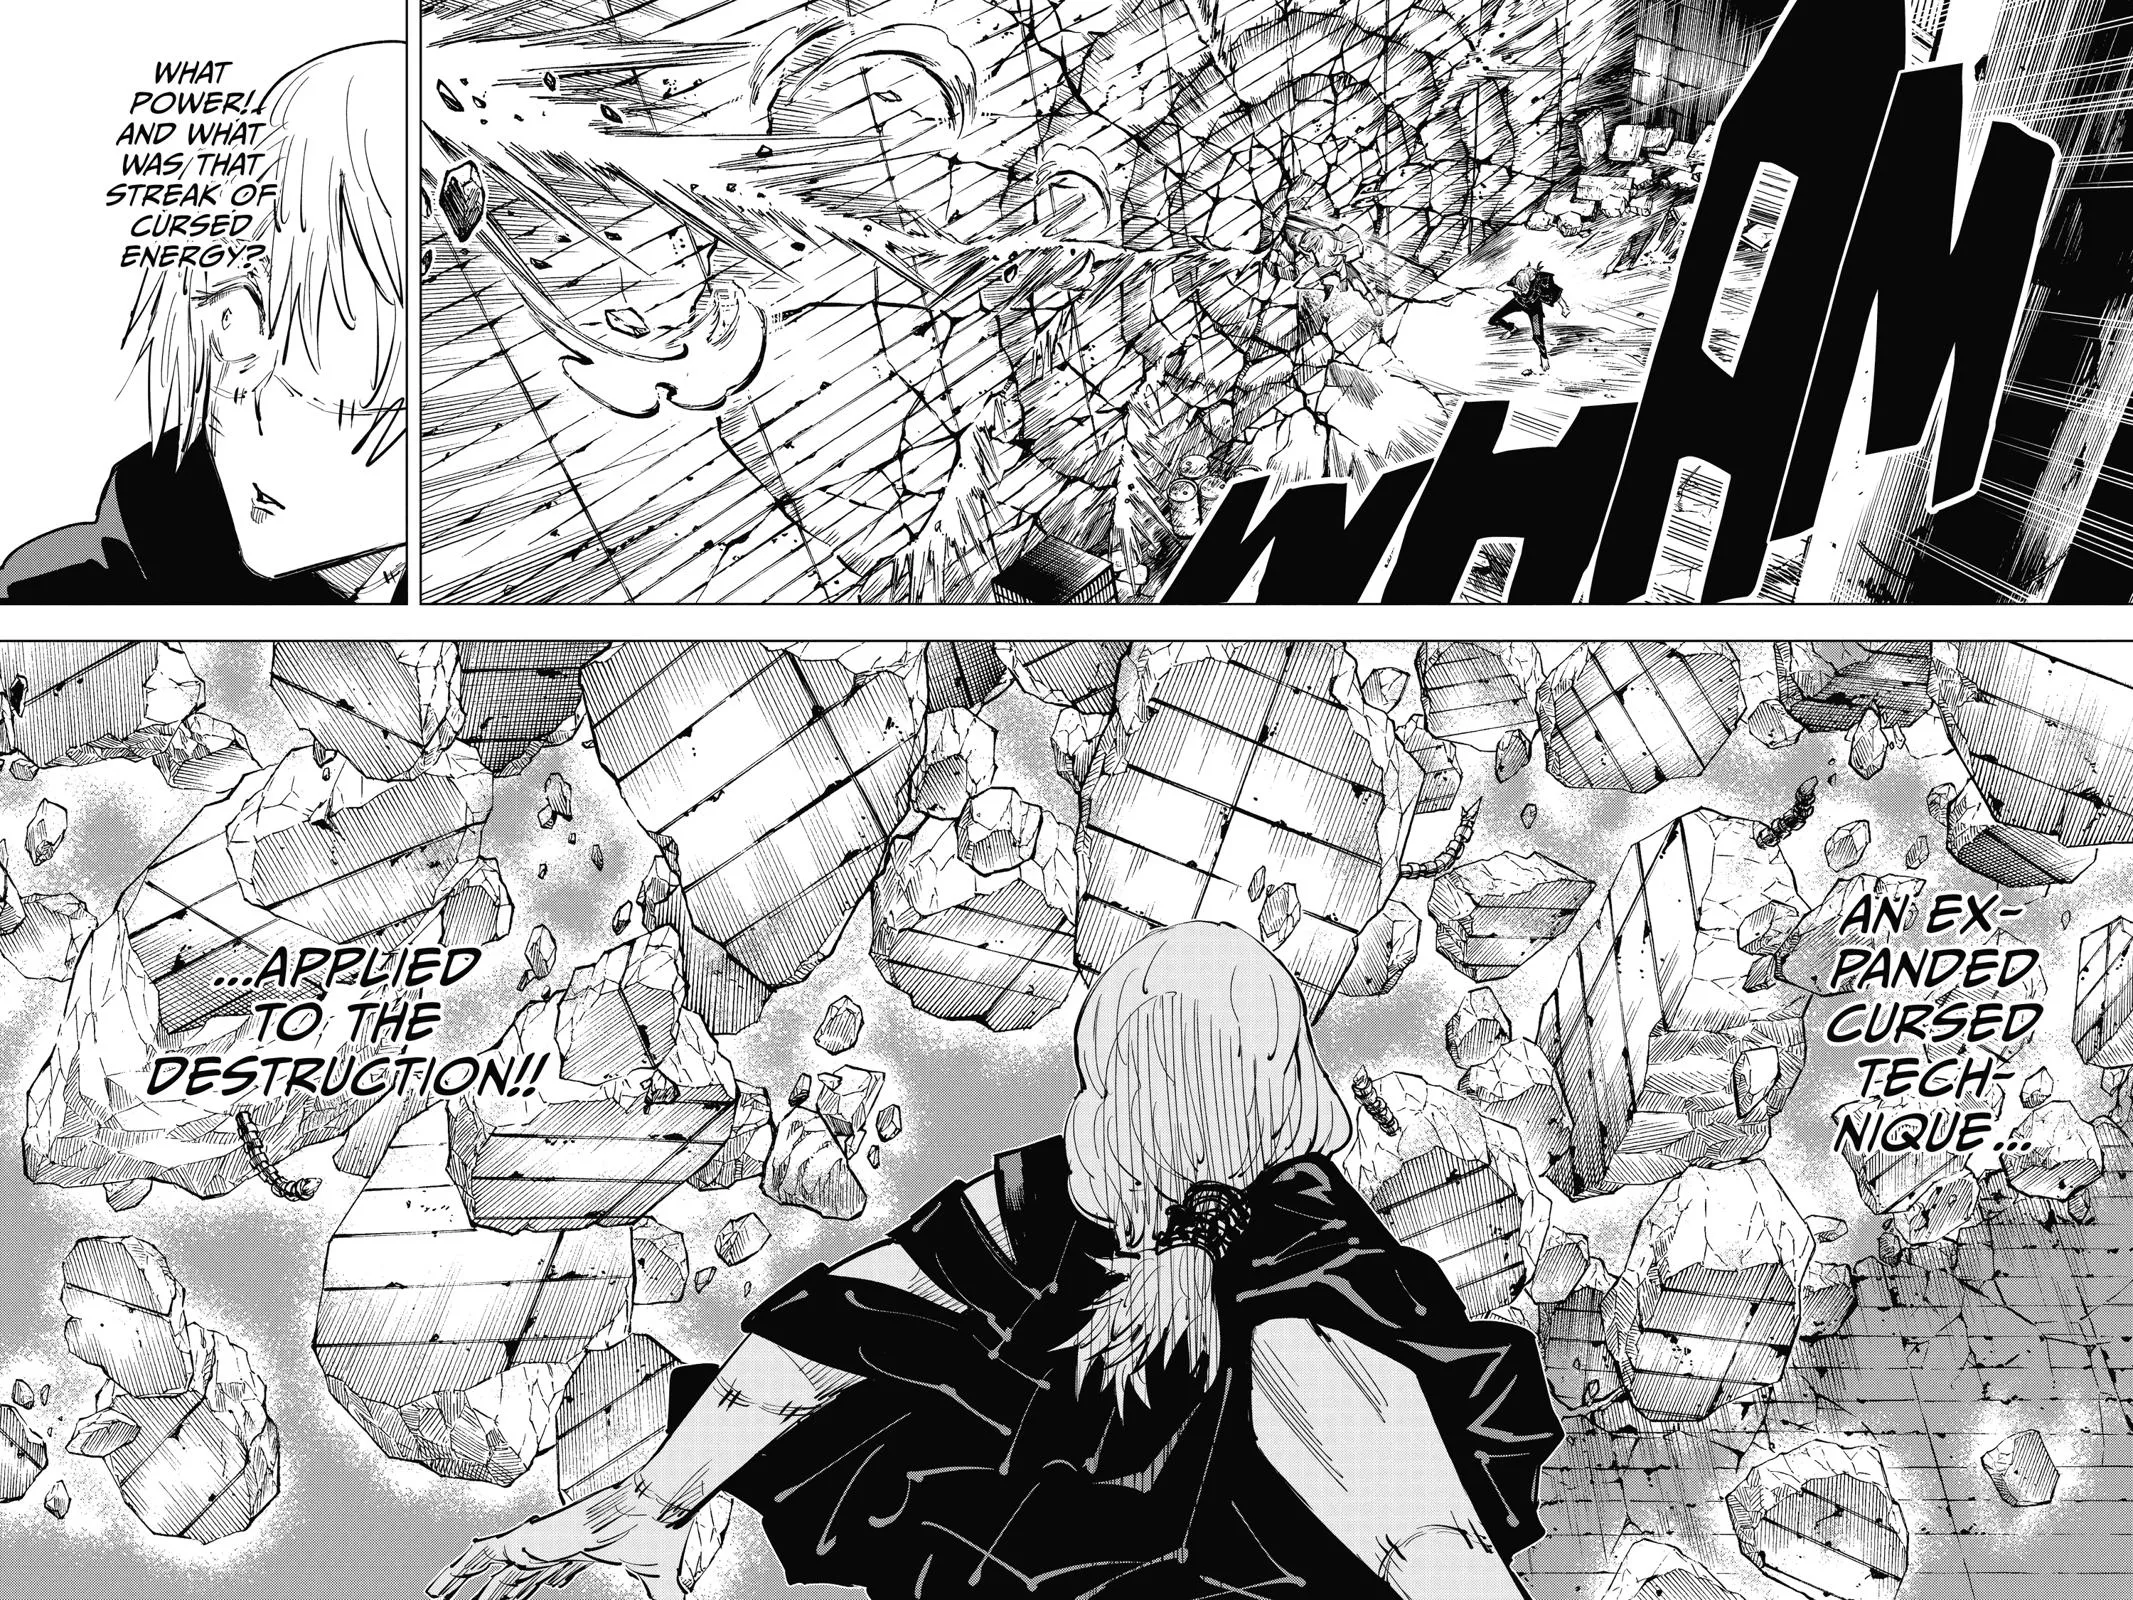 WHAM
WHAT
POWER!
AND WHAT
WAS THAT
STREAK OF
CURSED
ENERGY?
AN EX-
PANDED
CURSED
TECH-
NIQUE...
...APPLIED
TO THE
DESTRUCTION!!